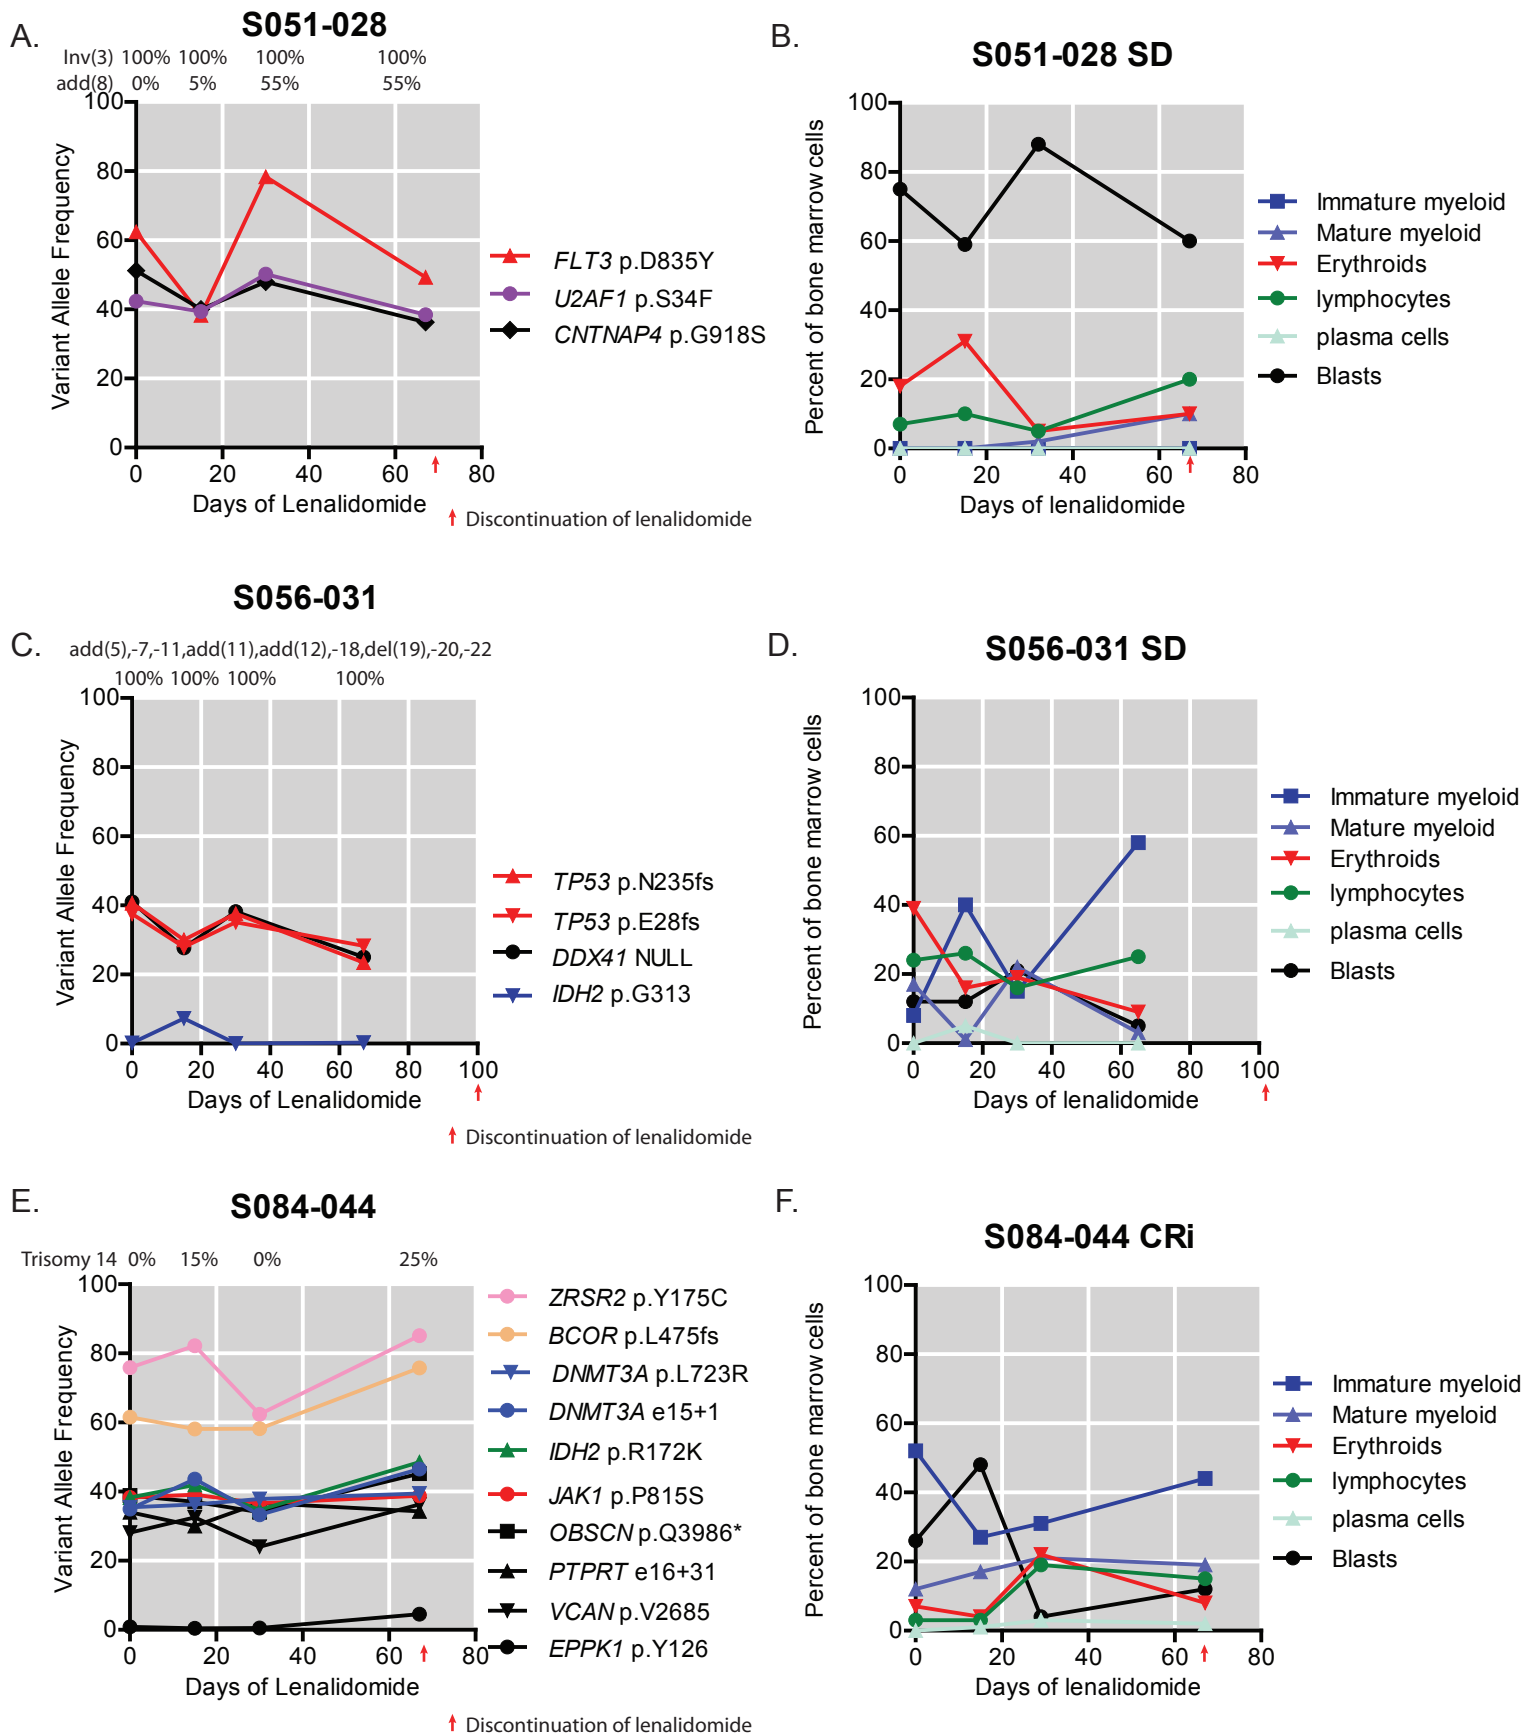 A.
S051-028
Inv(3) 100% 100% 100% 100%
add(8) 0% 5% 55% 55%
100
80
60
40
20
0
0 20 40 60 80
Variant Allele Frequency
Days of Lenalidomide
Discontinuation of lenalidomide
FLT3 p.D835Y
U2AF1 p.S34F
CNTNAP4 p.G918S
B.
S051-028 SD
100
80
60
40
20
0
0 20 40 60 80
Percent of bone marrow cells
Days of lenalidomide
Immature myeloid
Mature myeloid
Erythroids
lymphocytes
plasma cells
Blasts
S056-031
C.
add(5),-7,-11,add(11),add(12),-18,del(19),-20,-22
100% 100% 100% 100%
100
80
60
40
20
0
0 20 40 60 80 100
Variant Allele Frequency
Days of Lenalidomide
Discontinuation of lenalidomide
TP53 p.N235fs
TP53 p.E28fs
DDX41 NULL
IDH2 p.G313
D.
S056-031 SD
100
80
60
40
20
0
0 20 40 60 80 100
Percent of bone marrow cells
Days of lenalidomide
Immature myeloid
Mature myeloid
Erythroids
lymphocytes
plasma cells
Blasts
E.
S084-044
Trisomy 14 0% 15% 0% 25%
100
80
60
40
20
0
0 20 40 60 80
Variant Allele Frequency
Days of Lenalidomide
Discontinuation of lenalidomide
ZRSR2 p.Y175C
BCOR p.L475fs
DNMT3A p.L723R
DNMT3A e15+1
IDH2 p.R172K
JAK1 p.P815S
OBSCN p.Q3986*
PTPRT e16+31
VCAN p.V2685
EPPK1 p.Y126
F.
S084-044 CRi
100
80
60
40
20
0
0 20 40 60 80
Percent of bone marrow cells
Days of lenalidomide
Immature myeloid
Mature myeloid
Erythroids
lymphocytes
plasma cells
Blasts